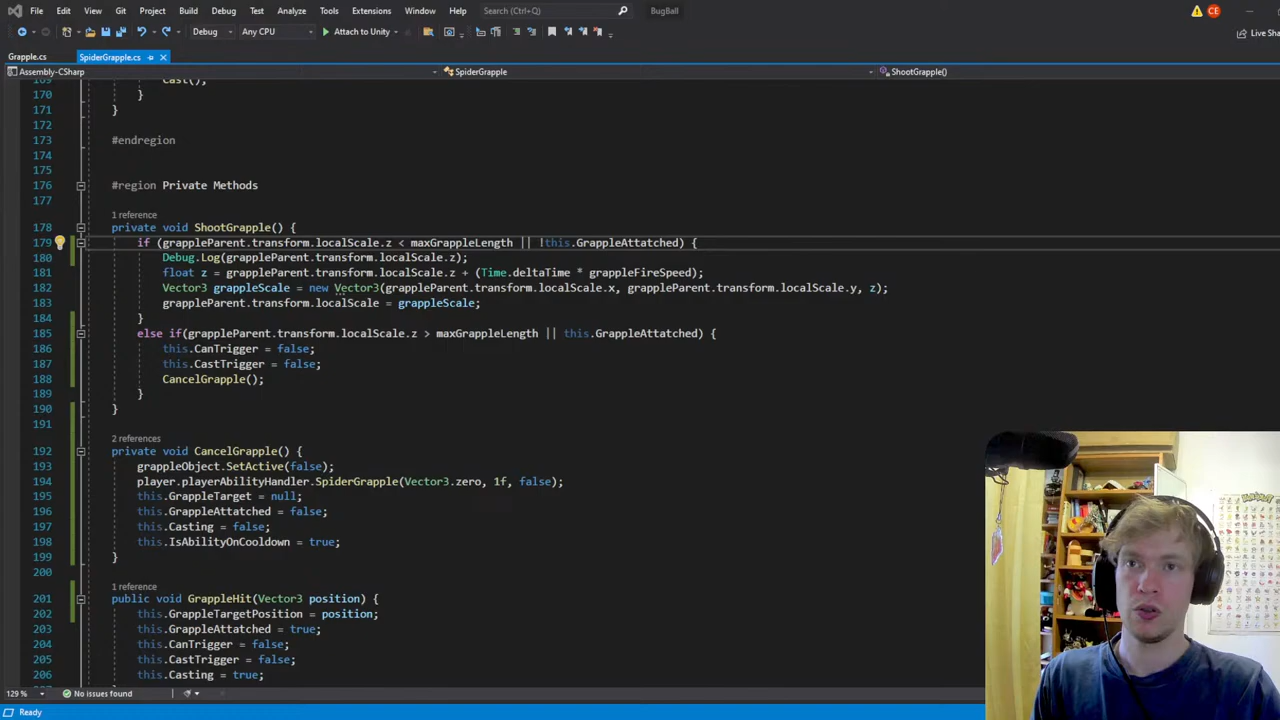 File Edit View Git Project Build Debug Test Analyze Tools Extensions Window Help Search (Ctrl+Q) BugBall CE
Debug Any CPU Attach to Unity Live Sha
Grapple.cs SpiderGrapple.cs
Assembly-CSharp SpiderGrapple ShootGrapple()
169 Cast();
170 }
171 }
172
173 #endregion
174
175
176 #region Private Methods
177
1 reference
178 private void ShootGrapple() {
179 if (grappleParent.transform.localScale.z < maxGrappleLength || !this.GrappleAttatched) {
180 Debug.Log(grappleParent.transform.localScale.z);
181 float z = grappleParent.transform.localScale.z + (Time.deltaTime * grappleFireSpeed);
182 Vector3 grappleScale = new Vector3(grappleParent.transform.localScale.x, grappleParent.transform.localScale.y, z);
183 grappleParent.transform.localScale = grappleScale;
184 }
185 else if(grappleParent.transform.localScale.z > maxGrappleLength || this.GrappleAttatched) {
186 this.CanTrigger = false;
187 this.CastTrigger = false;
188 CancelGrapple();
189 }
190 }
191
2 references
192 private void CancelGrapple() {
193 grappleObject.SetActive(false);
194 player.playerAbilityHandler.SpiderGrapple(Vector3.zero, 1f, false);
195 this.GrappleTarget = null;
196 this.GrappleAttatched = false;
197 this.Casting = false;
198 this.IsAbilityOnCooldown = true;
199 }
200
1 reference
201 public void GrappleHit(Vector3 position) {
202 this.GrappleTargetPosition = position;
203 this.GrappleAttatched = true;
204 this.CanTrigger = false;
205 this.CastTrigger = false;
206 this.Casting = true;
129 % No issues found
Ready